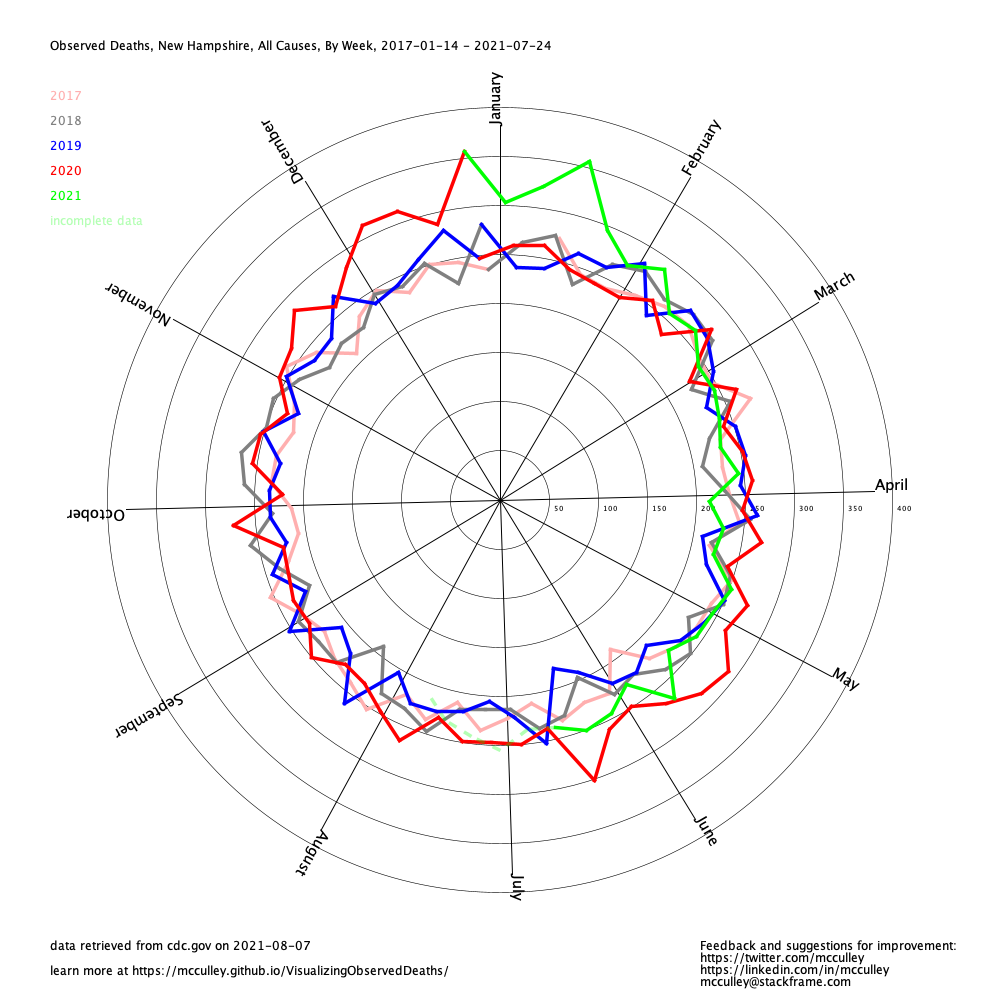 Observed Deaths, New Hampshire, All Causes, By Week, 2017-01-14 - 2021-07-24
2017
2018
2019
2020
2021
incomplete data
January
February
March
April
May
June
July
August
September
October
November
December
50
100
150
200
250
300
350
400
data retrieved from cdc.gov on 2021-08-07
learn more at https://mcculley.github.io/VisualizingObservedDeaths/
Feedback and suggestions for improvement:
https://twitter.com/mcculley
https://linkedin.com/in/mcculley
mcculley@stackframe.com